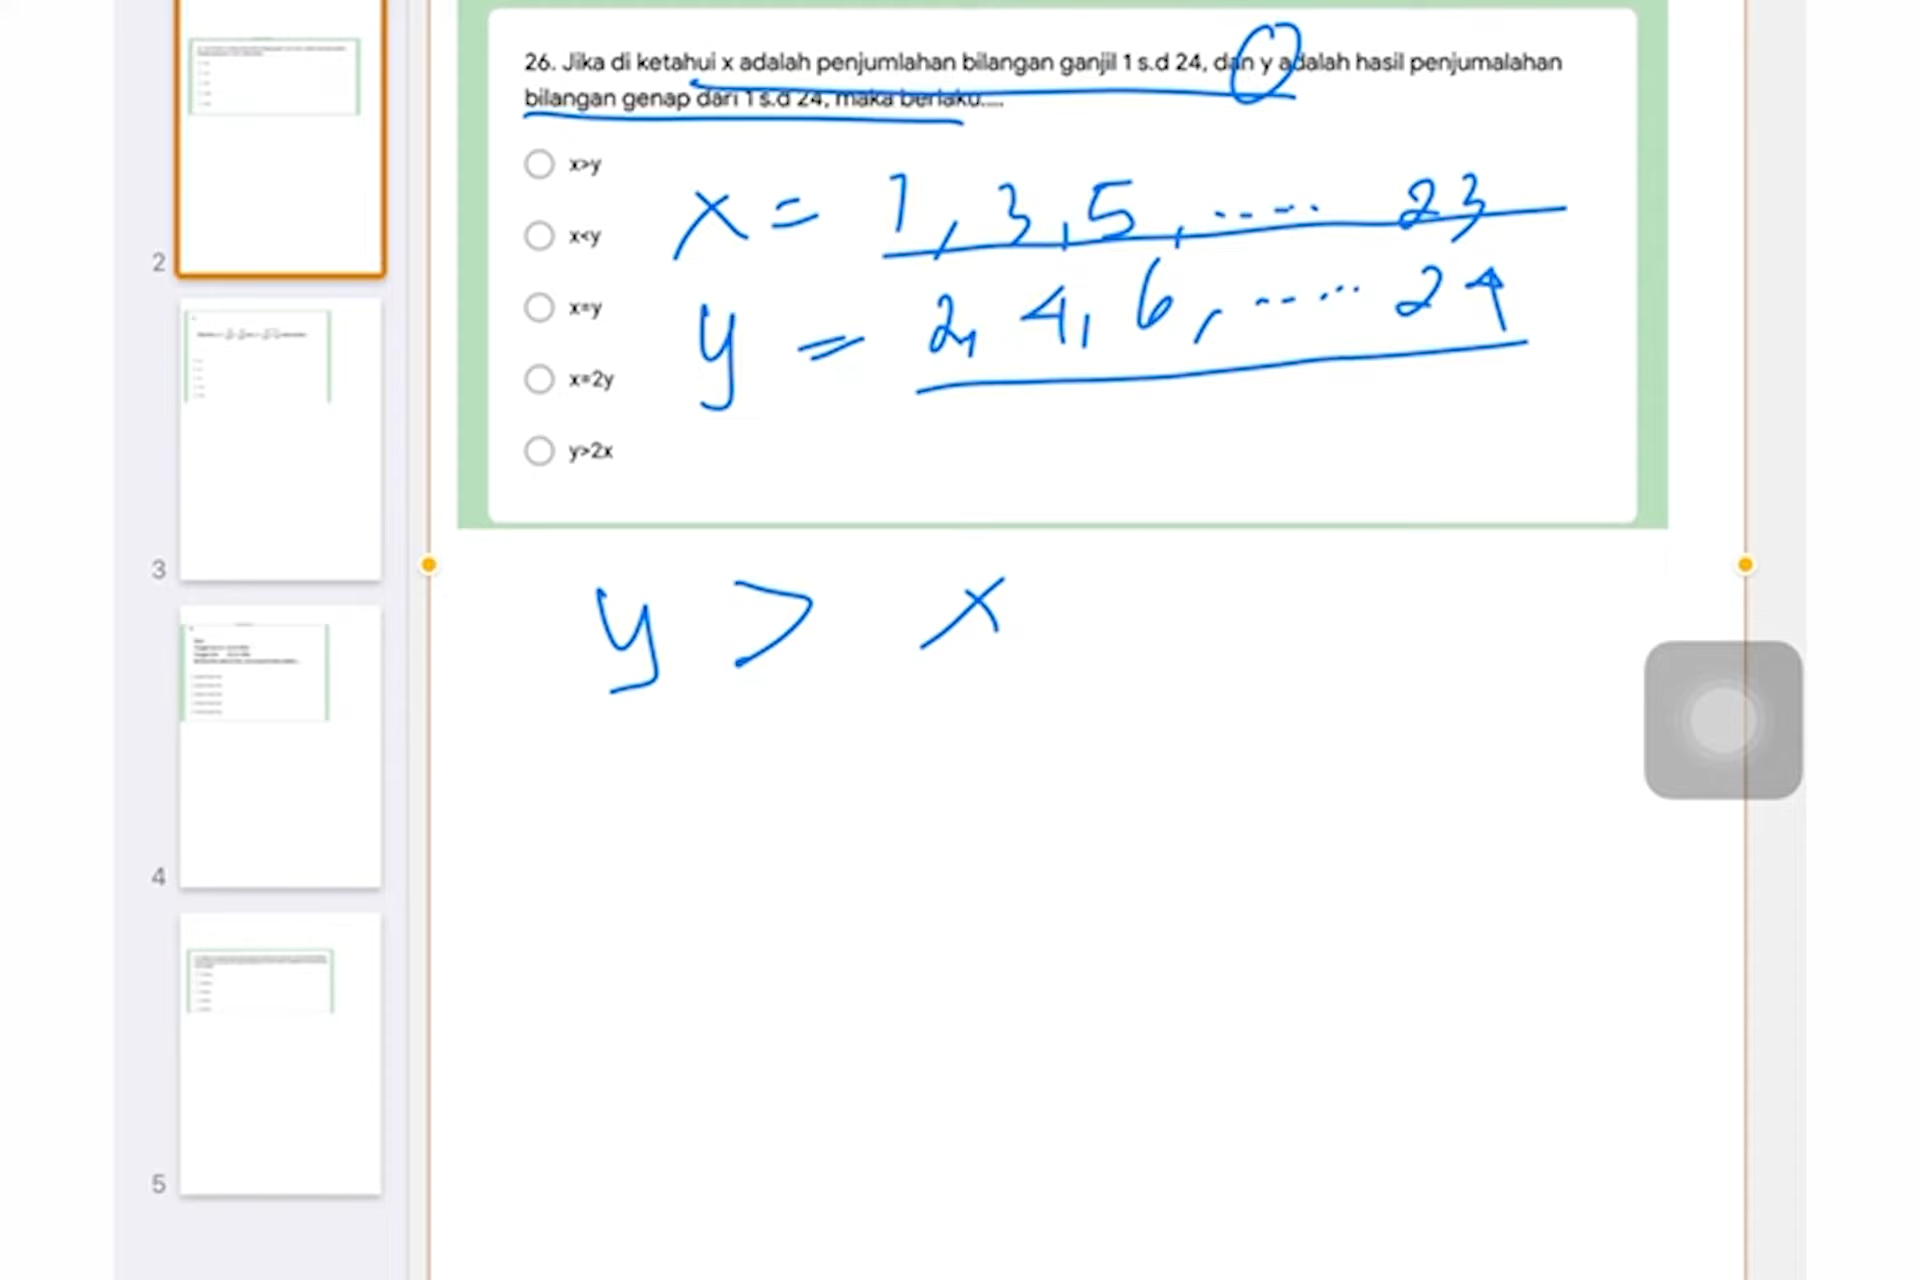 26. Jika di ketahui x adalah penjumlahan bilangan ganjil 1 s.d 24, dan y adalah hasil penjumalahan
bilangan genap dari 1 s.d 24, maka berlaku....
x>y
x<y
x=y
x=2y
y>2x
x = 1, 3, 5, ..... 23
y = 2, 4, 6, ..... 24
y > x
2
3
4
5